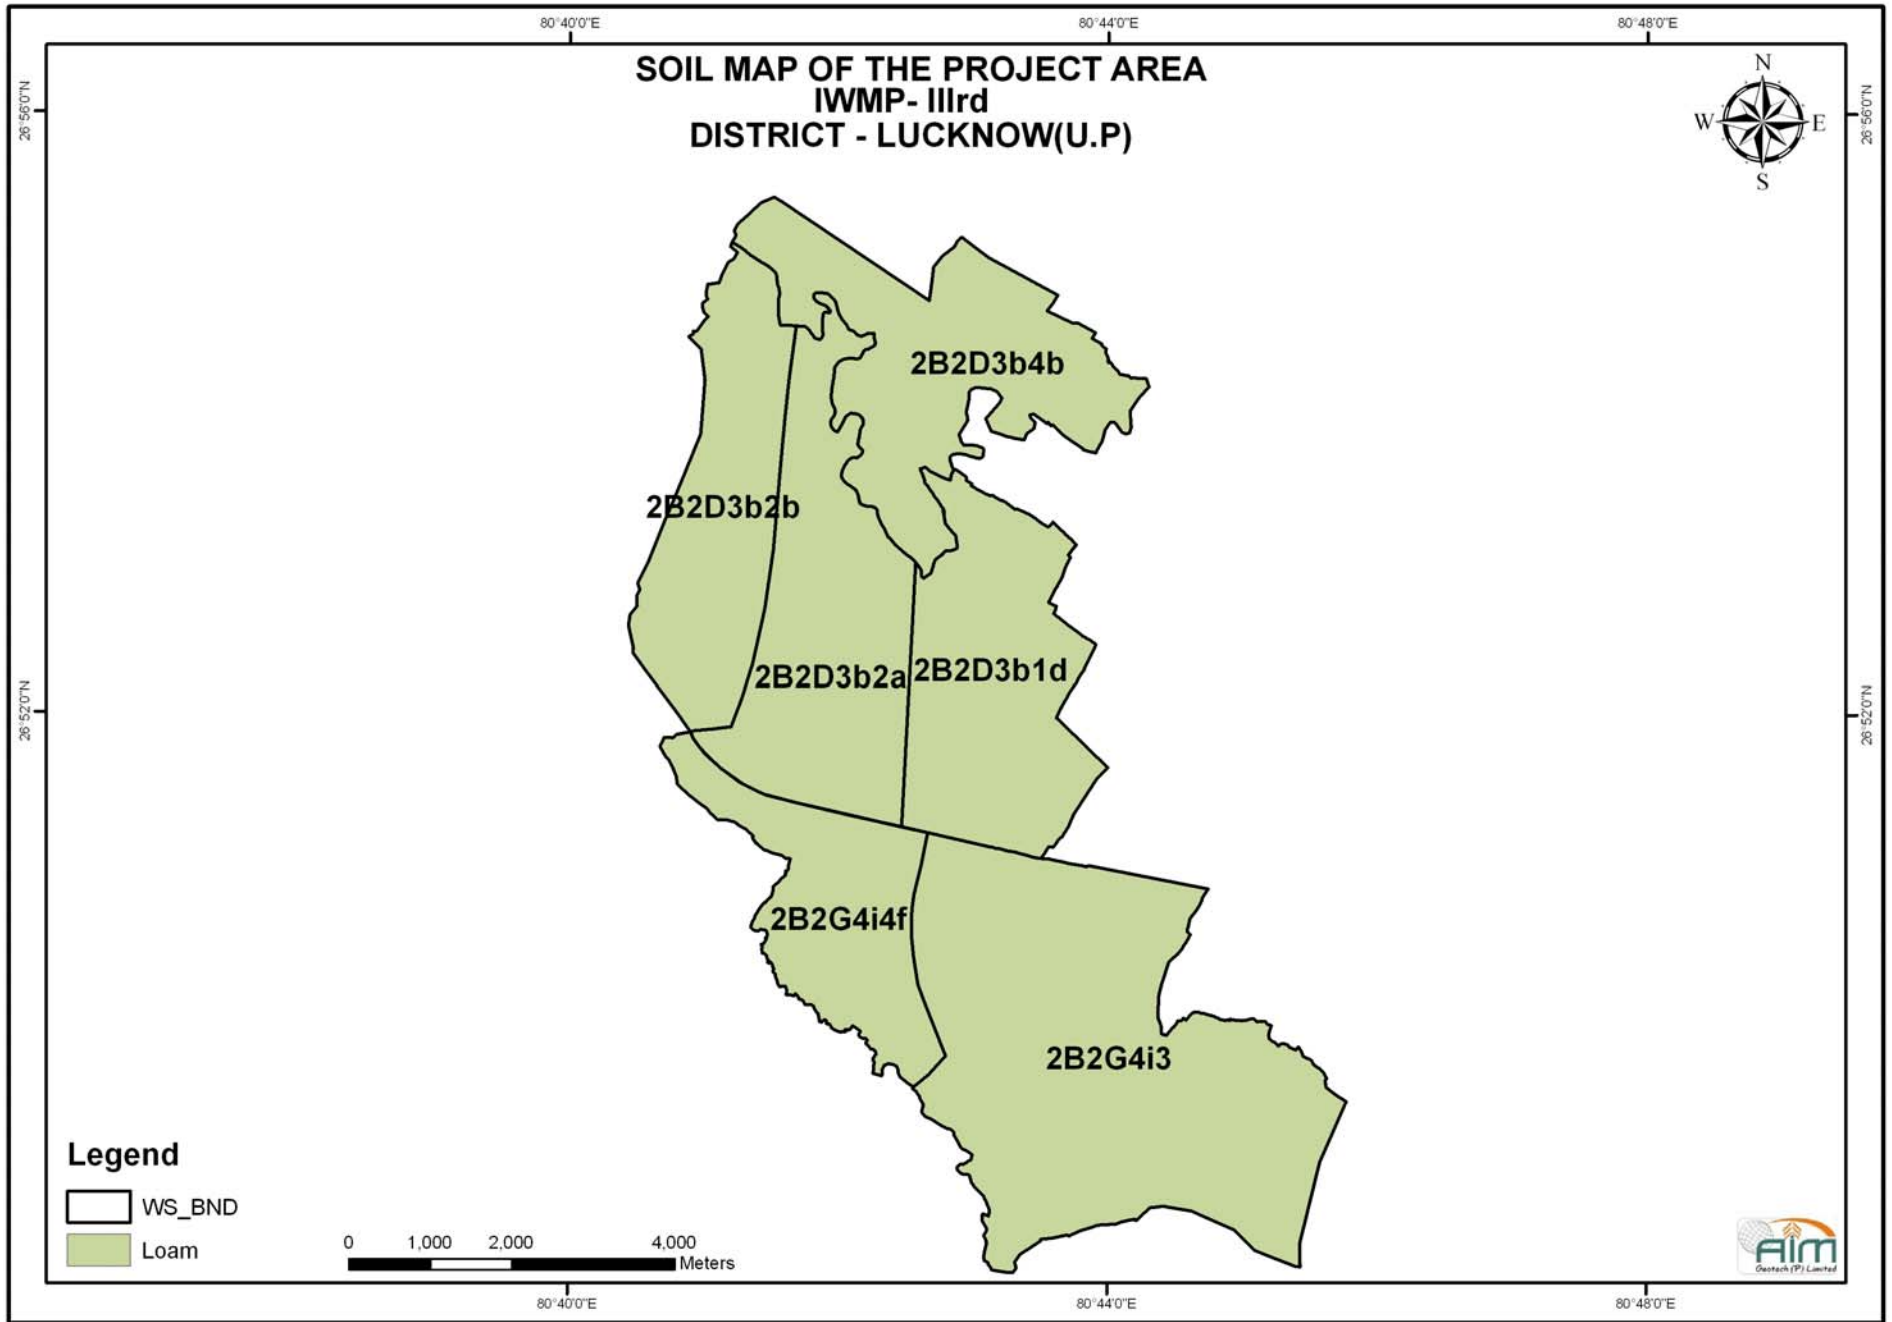 80°40'0"E
80°44'0"E
80°48'0"E
SOIL MAP OF THE PROJECT AREA
IWMP- IIIrd
DISTRICT - LUCKNOW(U.P)
N
W
E
S
26°56'0"N
26°56'0"N
2B2D3b4b
2B2D3b2b
2B2D3b2a
2B2D3b1d
26°52'0"N
26°52'0"N
2B2G4i4f
2B2G4i3
Legend
WS_BND
Loam
0
1,000
2,000
4,000
Meters
Aim
Geotech (P) Limited
80°40'0"E
80°44'0"E
80°48'0"E